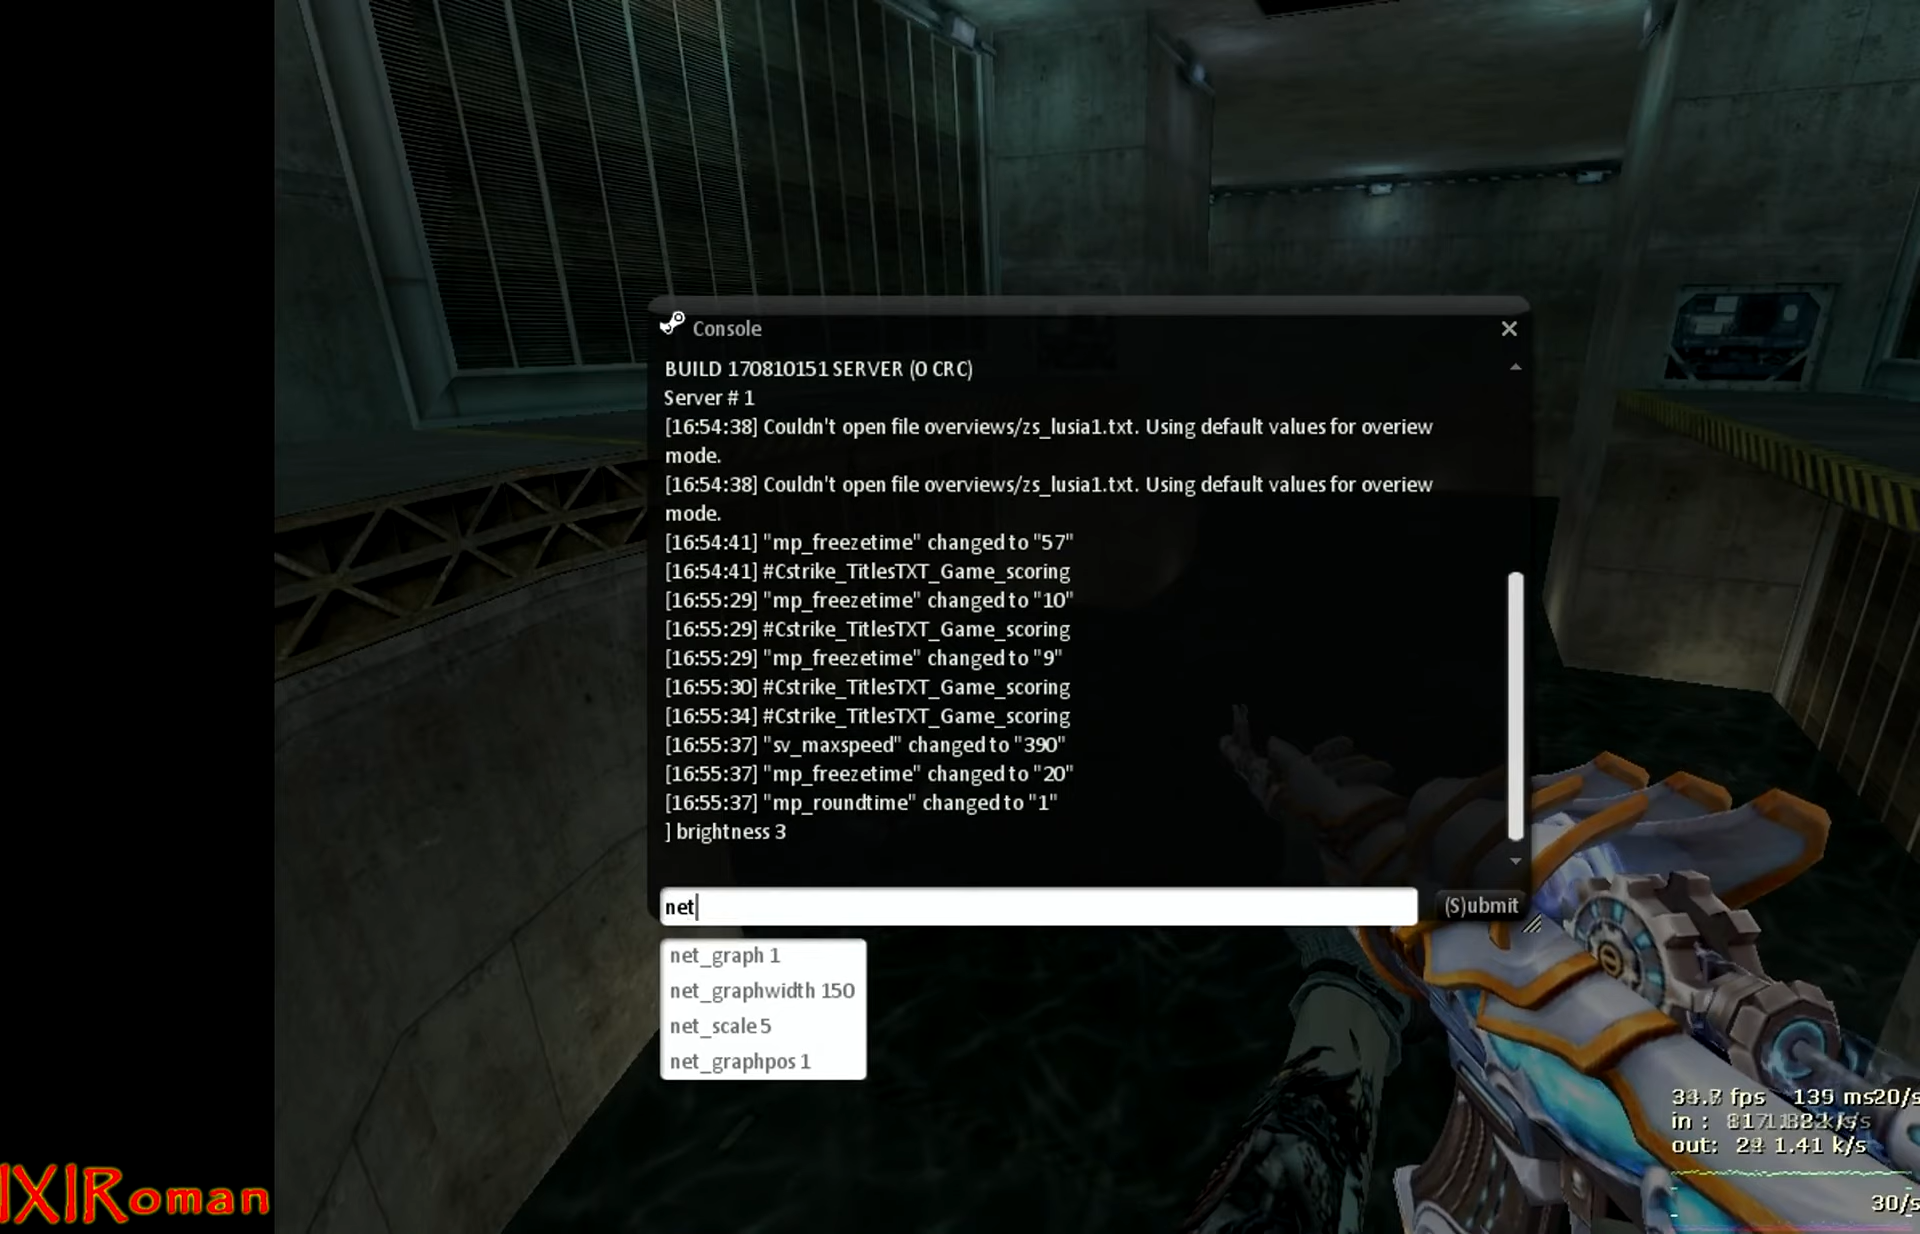 Console
BUILD 170810151 SERVER (0 CRC)
Server # 1
[16:54:38] Couldn't open file overviews/zs_lusia1.txt. Using default values for overiew
mode.
[16:54:38] Couldn't open file overviews/zs_lusia1.txt. Using default values for overiew
mode.
[16:54:41] "mp_freezetime" changed to "57"
[16:54:41] #Cstrike_TitlesTXT_Game_scoring
[16:55:29] "mp_freezetime" changed to "10"
[16:55:29] #Cstrike_TitlesTXT_Game_scoring
[16:55:29] "mp_freezetime" changed to "9"
[16:55:30] #Cstrike_TitlesTXT_Game_scoring
[16:55:34] #Cstrike_TitlesTXT_Game_scoring
[16:55:37] "sv_maxspeed" changed to "390"
[16:55:37] "mp_freezetime" changed to "20"
[16:55:37] "mp_roundtime" changed to "1"
] brightness 3
net
(S)ubmit
net_graph 1
net_graphwidth 150
net_scale 5
net_graphpos 1
fps 139 ms 20/s
in : k/s
out: 1.41 k/s
30/s
|X|Roman